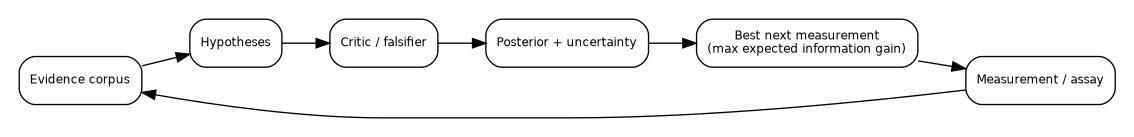 Evidence corpus
Hypotheses
Critic / falsifier
Posterior + uncertainty
Best next measurement
(max expected information gain)
Measurement / assay